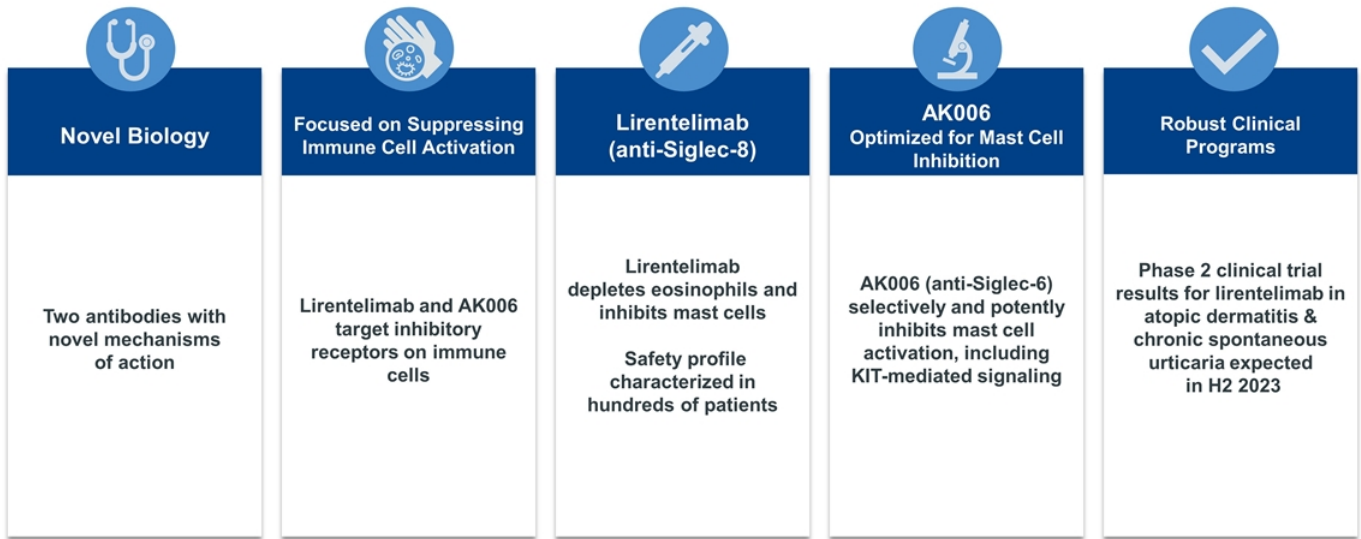 Novel Biology
Two antibodies with
novel mechanisms
of action
Focused on Suppressing
Immune Cell Activation
Lirentelimab and AK006
target inhibitory
receptors on immune
cells
Lirentelimab
(anti-Siglec-8)
Lirentelimab
depletes eosinophils and
inhibits mast cells
Safety profile
characterized in
hundreds of patients
AK006
Optimized for Mast Cell
Inhibition
AK006 (anti-Siglec-6)
selectively and potently
inhibits mast cell
activation, including
KIT-mediated signaling
Robust Clinical
Programs
Phase 2 clinical trial
results for lirentelimab in
atopic dermatitis &
chronic spontaneous
urticaria expected
in H2 2023